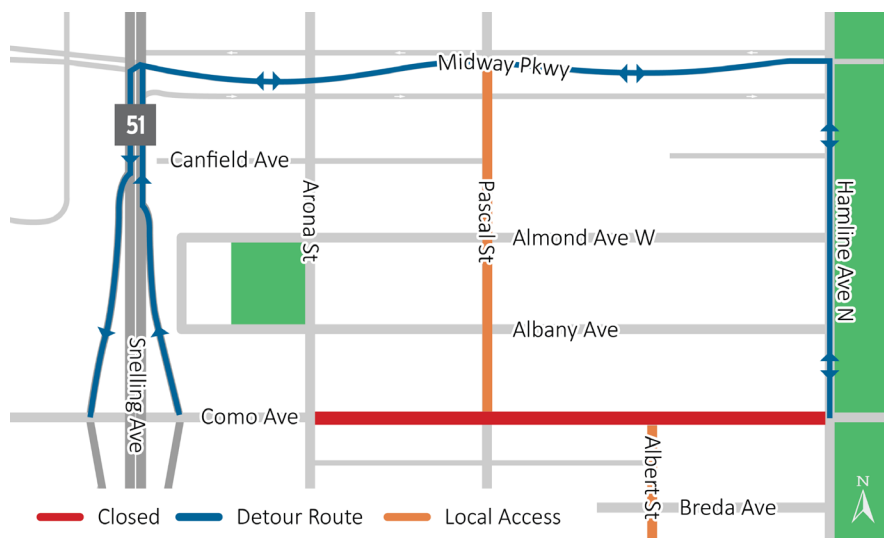 Midway Pkwy
51
Canfield Ave
Arona St
Pascal St
Hamline Ave N
Almond Ave W
Albany Ave
Snelling Ave
Como Ave
Albert St
N
Breda Ave
Closed
Detour Route
Local Access